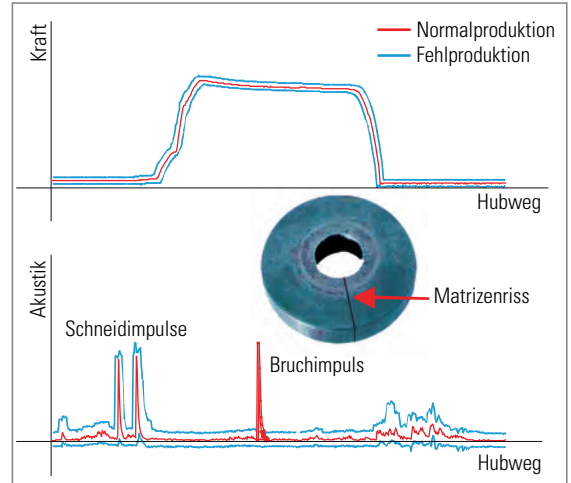 Kraft
Normalproduktion
Fehlproduktion
Hubweg
Akustik
Schneidimpulse
Matrizenriss
Bruchimpuls
Hubweg